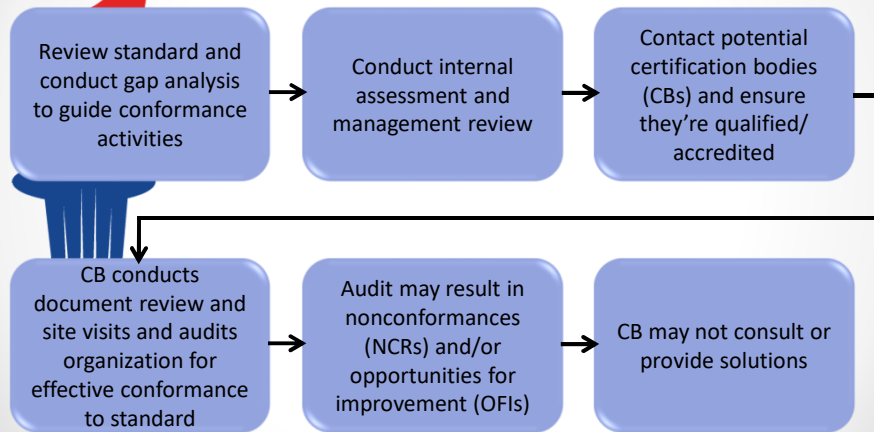 Review standard and
conduct gap analysis
to guide conformance
activities
Conduct internal
assessment and
management review
Contact potential
certification bodies
(CBs) and ensure
they’re qualified/
accredited
CB conducts
document review and
site visits and audits
organization for
effective conformance
to standard
Audit may result in
nonconformances
(NCRs) and/or
opportunities for
improvement (OFIs)
CB may not consult or
provide solutions